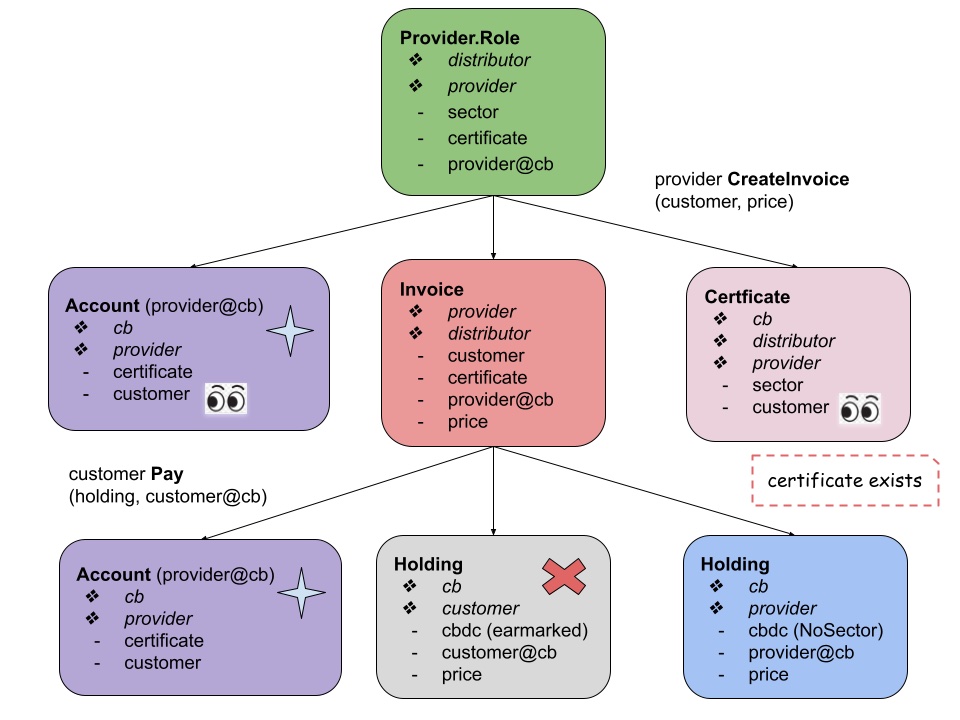 Provider.Role
❖ distributor
❖ provider
- sector
- certificate
- provider@cb
provider CreateInvoice
(customer, price)
Account (provider@cb)
❖ cb
❖ provider
- certificate
- customer
Invoice
❖ provider
❖ distributor
- customer
- certificate
- provider@cb
- price
Certficate
❖ cb
❖ distributor
❖ provider
- sector
- customer
certificate exists
customer Pay
(holding, customer@cb)
Account (provider@cb)
❖ cb
❖ provider
- certificate
- customer
Holding
❖ cb
❖ customer
- cbdc (earmarked)
- customer@cb
- price
Holding
❖ cb
❖ provider
- cbdc (NoSector)
- provider@cb
- price